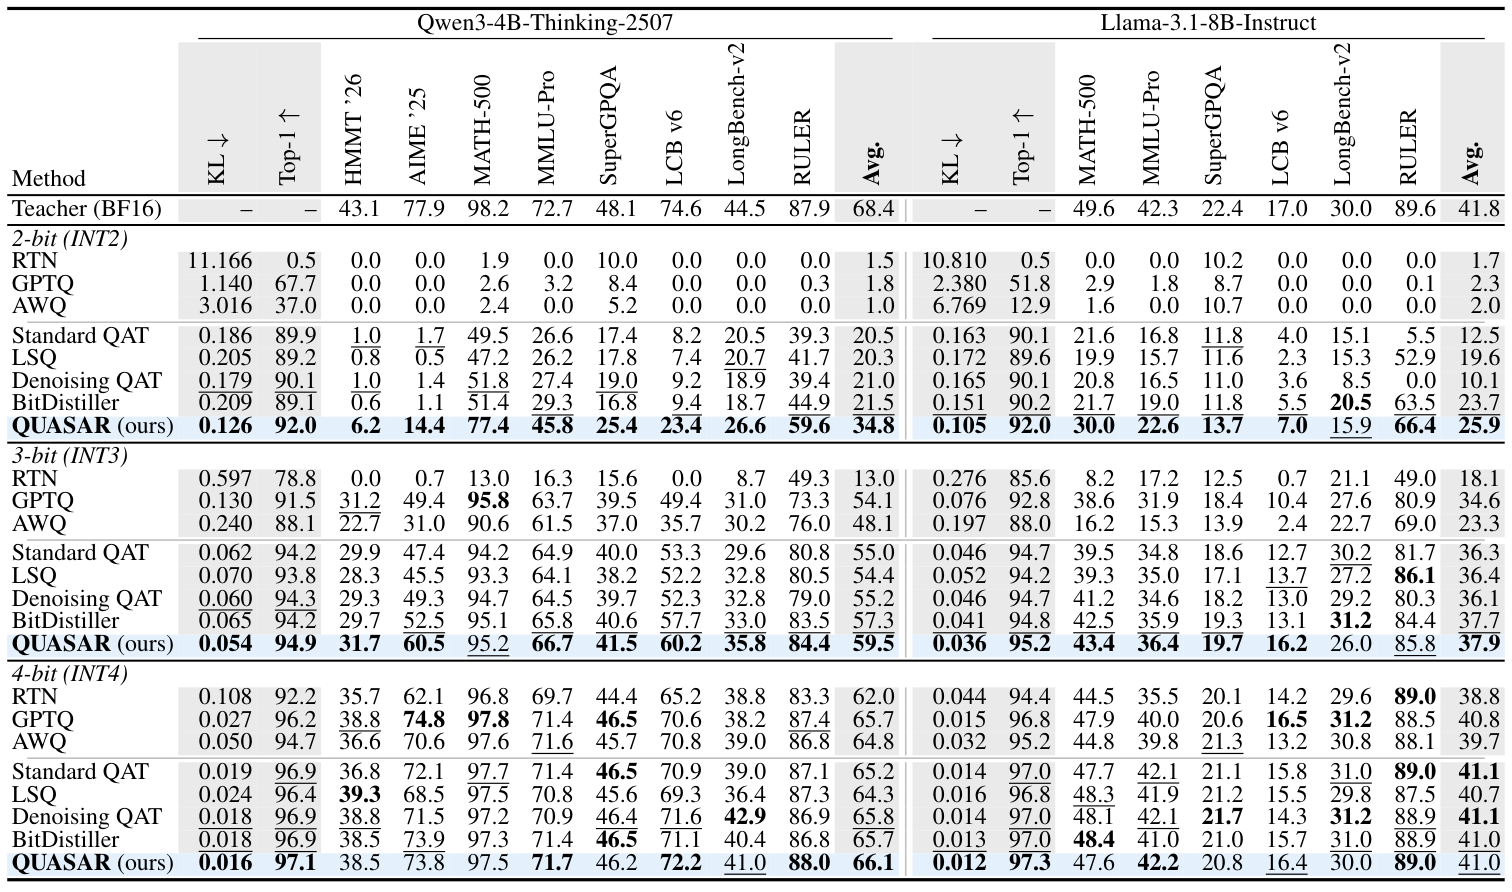 Qwen3-4B-Thinking-2507 Llama-3.1-8B-Instruct
Method KL ↓ Top-1 ↑ HMMT '26 AIME '25 MATH-500 MMLU-Pro SuperGPQA LCB v6 LongBench-v2 RULER Avg. KL ↓ Top-1 ↑ MATH-500 MMLU-Pro SuperGPQA LCB v6 LongBench-v2 RULER Avg.
Teacher (BF16) – – 43.1 77.9 98.2 72.7 48.1 74.6 44.5 87.9 68.4 – – 49.6 42.3 22.4 17.0 30.0 89.6 41.8
2-bit (INT2)
RTN 11.166 0.5 0.0 0.0 1.9 0.0 10.0 0.0 0.0 0.0 1.5 10.810 0.5 0.0 0.0 10.2 0.0 0.0 0.0 1.7
GPTQ 1.140 67.7 0.0 0.0 2.6 3.2 8.4 0.0 0.0 0.3 1.8 2.380 51.8 2.9 1.8 8.7 0.0 0.0 0.1 2.3
AWQ 3.016 37.0 0.0 0.0 2.4 0.0 5.2 0.0 0.0 0.0 1.0 6.769 12.9 1.6 0.0 10.7 0.0 0.0 0.0 2.0
Standard QAT 0.186 89.9 1.0 1.7 49.5 26.6 17.4 8.2 20.5 39.3 20.5 0.163 90.1 21.6 16.8 11.8 4.0 15.1 5.5 12.5
LSQ 0.205 89.2 0.8 0.5 47.2 26.2 17.8 7.4 20.7 41.7 20.3 0.172 89.6 19.9 15.7 11.6 2.3 15.3 52.9 19.6
Denoising QAT 0.179 90.1 1.0 1.4 51.8 27.4 19.0 9.2 18.9 39.4 21.0 0.165 90.1 20.8 16.5 11.0 3.6 8.5 0.0 10.1
BitDistiller 0.209 89.1 0.6 1.1 51.4 29.3 16.8 9.4 18.7 44.9 21.5 0.151 90.2 21.7 19.0 11.8 5.5 20.5 63.5 23.7
QUASAR (ours) 0.126 92.0 6.2 14.4 77.4 45.8 25.4 23.4 26.6 59.6 34.8 0.105 92.0 30.0 22.6 13.7 7.0 15.9 66.4 25.9
3-bit (INT3)
RTN 0.597 78.8 0.0 0.7 13.0 16.3 15.6 0.0 8.7 49.3 13.0 0.276 85.6 8.2 17.2 12.5 0.7 21.1 49.0 18.1
GPTQ 0.130 91.5 31.2 49.4 95.8 63.7 39.5 49.4 31.0 73.3 54.1 0.076 92.8 38.6 31.9 18.4 10.4 27.6 80.9 34.6
AWQ 0.240 88.1 22.7 31.0 90.6 61.5 37.0 35.7 30.2 76.0 48.1 0.197 88.0 16.2 15.3 13.9 2.4 22.7 69.0 23.3
Standard QAT 0.062 94.2 29.9 47.4 94.2 64.9 40.0 53.3 29.6 80.8 55.0 0.046 94.7 39.5 34.8 18.6 12.7 30.2 81.7 36.3
LSQ 0.070 93.8 28.3 45.5 93.3 64.1 38.2 52.2 32.8 80.5 54.4 0.052 94.2 39.3 35.0 17.1 13.7 27.2 86.1 36.4
Denoising QAT 0.060 94.3 29.3 49.3 94.7 64.5 39.7 52.3 32.8 79.0 55.2 0.046 94.7 41.2 34.6 18.2 13.0 29.2 80.3 36.1
BitDistiller 0.065 94.2 29.7 52.5 95.1 65.8 40.6 57.7 33.0 83.5 57.3 0.041 94.8 42.5 35.9 19.3 13.1 31.2 84.4 37.7
QUASAR (ours) 0.054 94.9 31.7 60.5 95.2 66.7 41.5 60.2 35.8 84.4 59.5 0.036 95.2 43.4 36.4 19.7 16.2 26.0 85.8 37.9
4-bit (INT4)
RTN 0.108 92.2 35.7 62.1 96.8 69.7 44.4 65.2 38.8 83.3 62.0 0.044 94.4 44.5 35.5 20.1 14.2 29.6 89.0 38.8
GPTQ 0.027 96.2 38.8 74.8 97.8 71.4 46.5 70.6 38.2 87.4 65.7 0.015 96.8 47.9 40.0 20.6 16.5 31.2 88.5 40.8
AWQ 0.050 94.7 36.6 70.6 97.6 71.6 45.7 70.8 39.0 86.8 64.8 0.032 95.2 44.8 39.8 21.3 13.2 30.8 88.1 39.7
Standard QAT 0.019 96.9 36.8 72.1 97.7 71.4 46.5 70.9 39.0 87.1 65.2 0.014 97.0 47.7 42.1 21.1 15.8 31.0 89.0 41.1
LSQ 0.024 96.4 39.3 68.5 97.5 70.8 45.6 69.3 36.4 87.3 64.3 0.016 96.8 48.3 41.9 21.2 15.5 29.8 87.5 40.7
Denoising QAT 0.018 96.9 38.8 71.5 97.2 70.9 46.4 71.6 42.9 86.9 65.8 0.014 97.0 48.1 42.1 21.7 14.3 31.2 88.9 41.1
BitDistiller 0.018 96.9 38.5 73.9 97.3 71.4 46.5 71.1 40.4 86.8 65.7 0.013 97.0 48.4 41.0 21.0 15.7 31.0 88.9 41.0
QUASAR (ours) 0.016 97.1 38.5 73.8 97.5 71.7 46.2 72.2 41.0 88.0 66.1 0.012 97.3 47.6 42.2 20.8 16.4 30.0 89.0 41.0